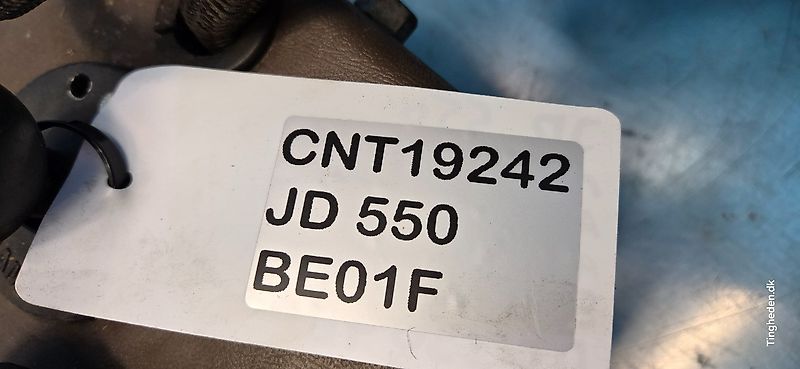 CNT19242
JD 550
BE01F
Tingheden.dk